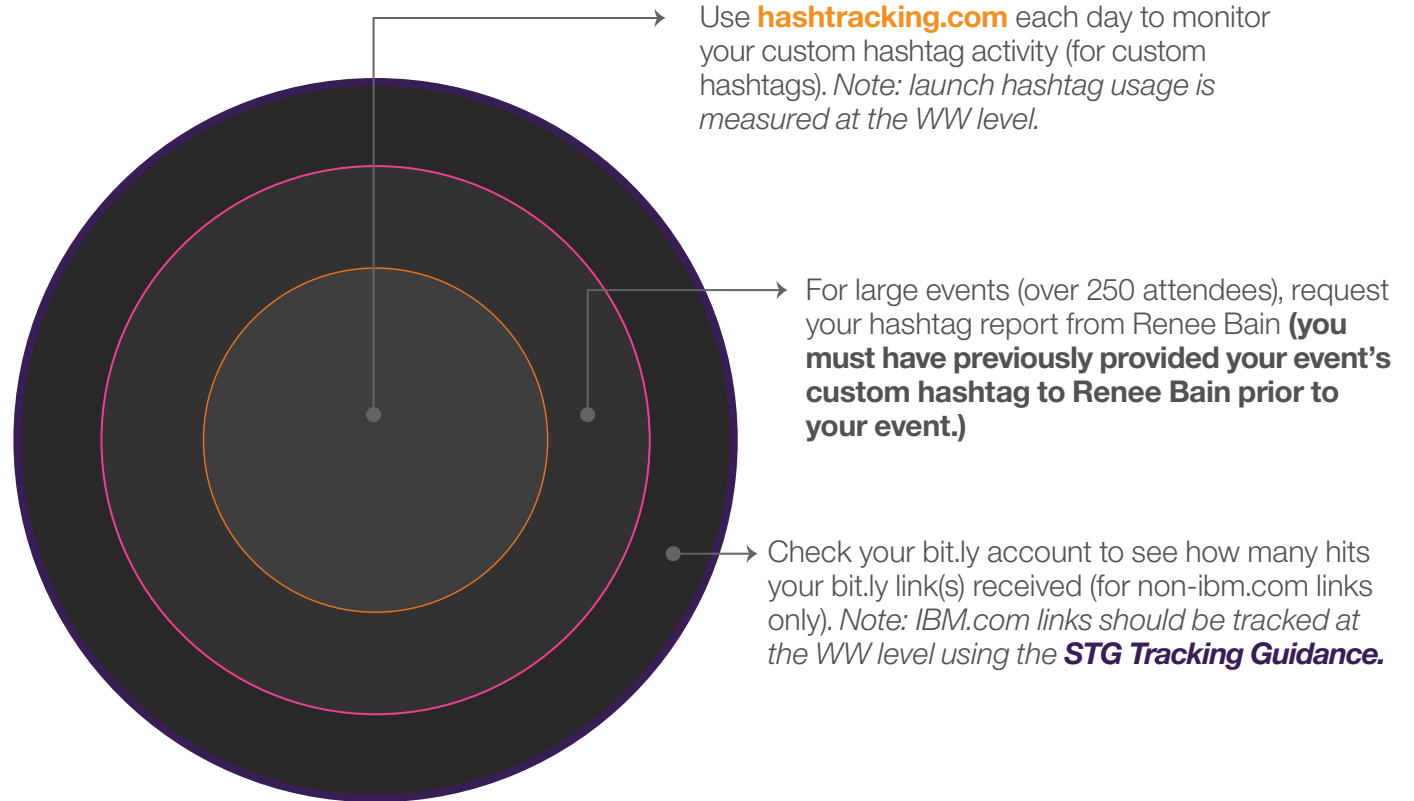 Use hashtracking.com each day to monitor
your custom hashtag activity (for custom
hashtags). Note: launch hashtag usage is
measured at the WW level.
For large events (over 250 attendees), request
your hashtag report from Renee Bain (you
must have previously provided your event’s
custom hashtag to Renee Bain prior to
your event.)
Check your bit.ly account to see how many hits
your bit.ly link(s) received (for non-ibm.com links
only). Note: IBM.com links should be tracked at
the WW level using the STG Tracking Guidance.